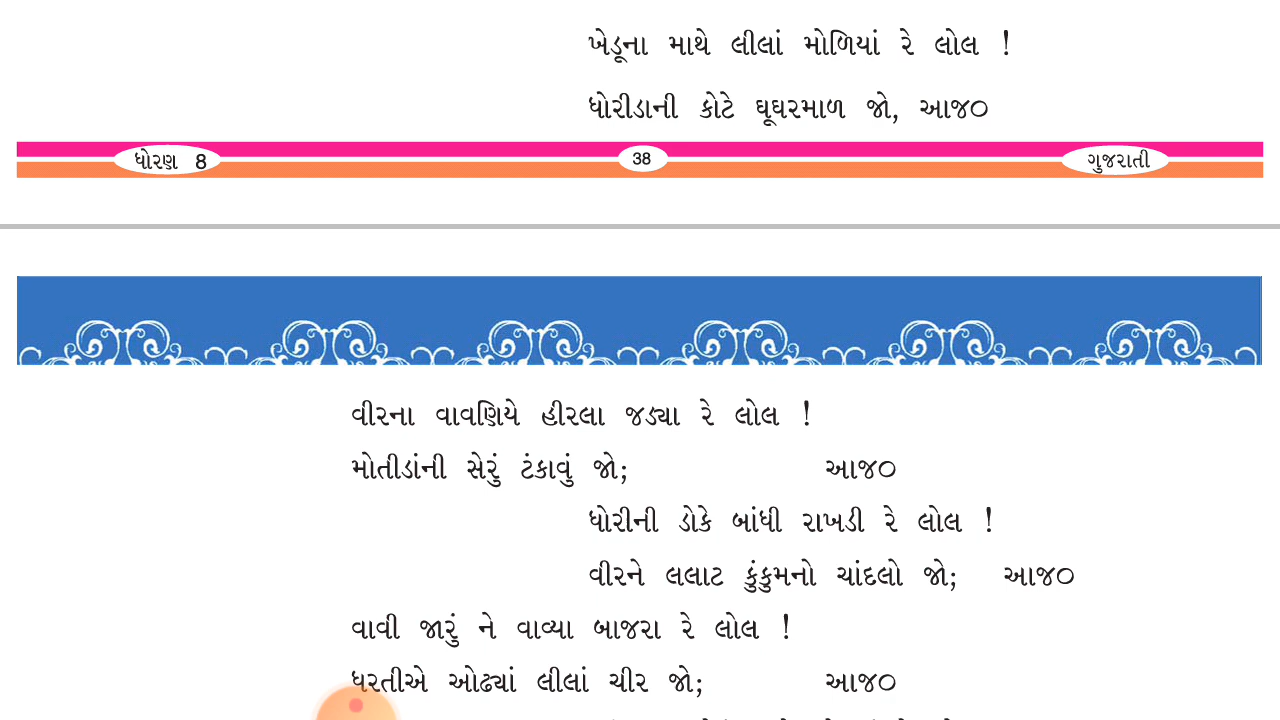 ખેડૂના માથે લીલાં મોળિયાં રે લોલ !
ધોરીડાની કોટે ઘૂઘરમાળ જો, આજ૦
ધોરણ 8 38 ગુજરાતી
વીરના વાવણિયે હીરલા જડ્યા રે લોલ !
મોતીડાંની સેરું ટંકાવું જો; આજ૦
ધોરીની ડોકે બાંધી રાખડી રે લોલ !
વીરને લલાટ કુંકુમનો ચાંદલો જો; આજ૦
વાવી જારું ને વાવ્યા બાજરા રે લોલ !
ધરતીએ ઓઢ્યાં લીલાં ચીર જો; આજ૦